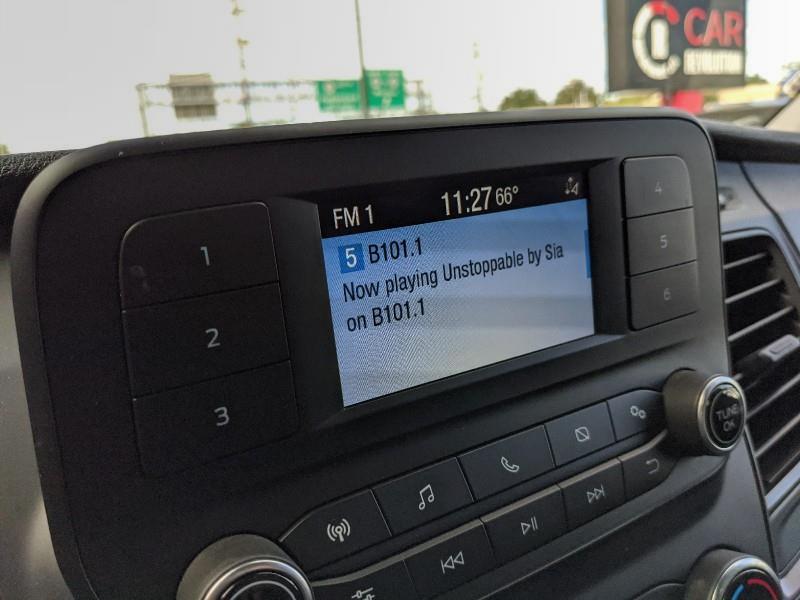 CAR
REVOLUTION
FM 1 11:27 66°
5 B101.1
Now playing Unstoppable by Sia
on B101.1
1
2
3
4
5
6
TUNE
OK